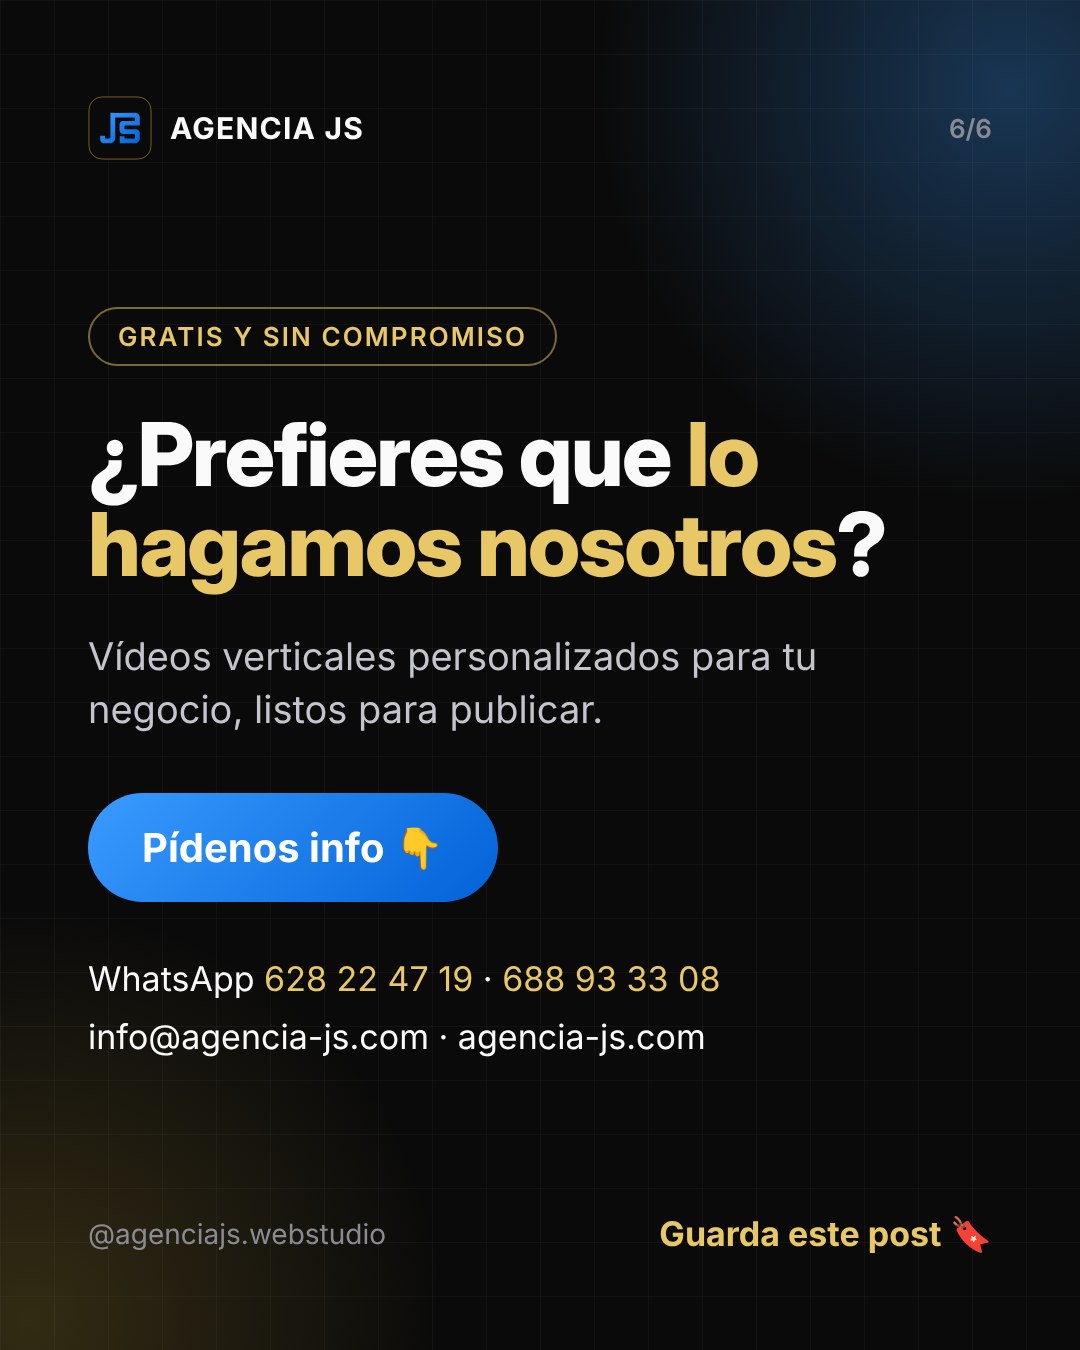 JS AGENCIA JS
6/6
GRATIS Y SIN COMPROMISO
¿Prefieres que lo
hagamos nosotros?
Vídeos verticales personalizados para tu
negocio, listos para publicar.
Pídenos info 👇
WhatsApp 628 22 47 19 · 688 93 33 08
info@agencia-js.com · agencia-js.com
@agenciajs.webstudio
Guarda este post 🔖